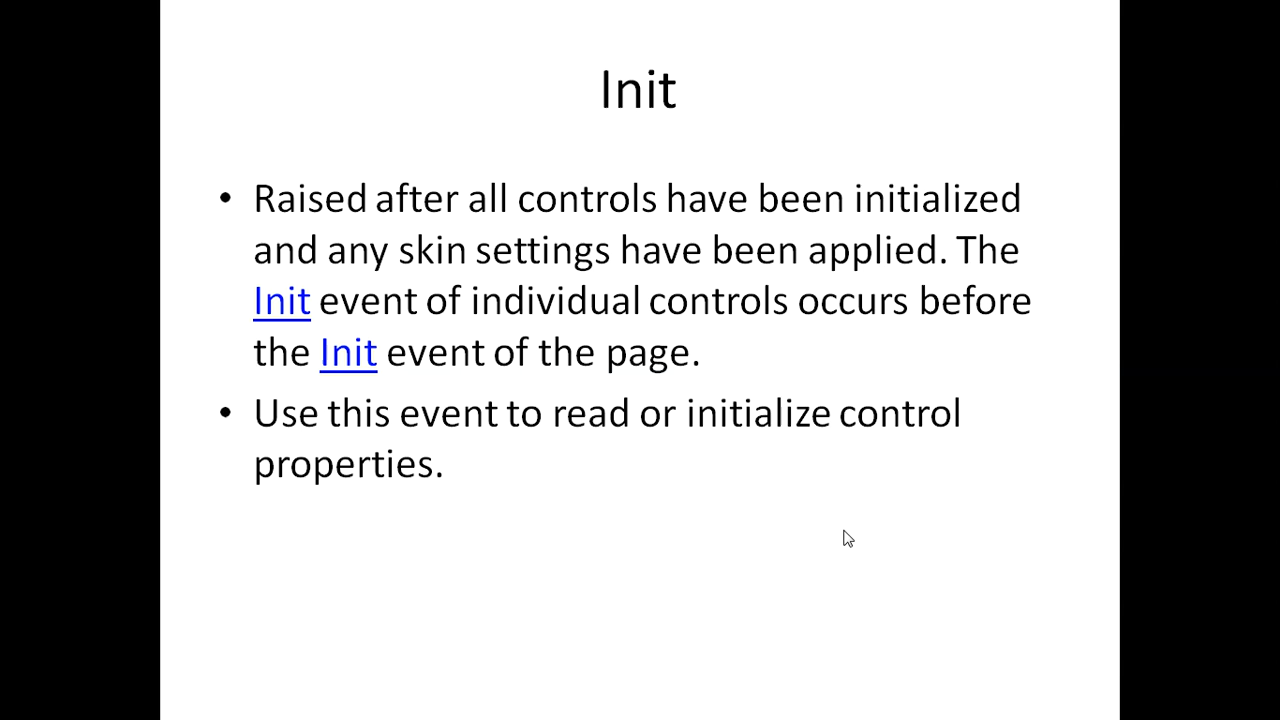 Init
• Raised after all controls have been initialized
and any skin settings have been applied. The
Init event of individual controls occurs before
the Init event of the page.
• Use this event to read or initialize control
properties.